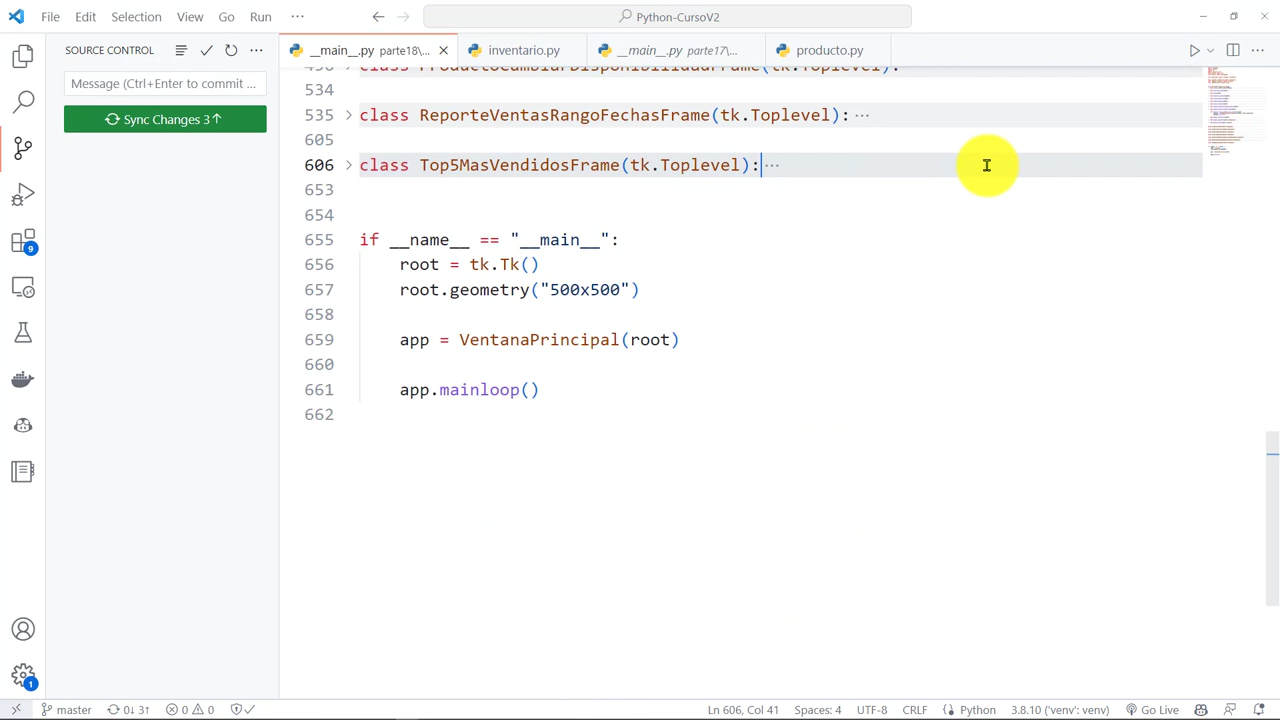 File Edit Selection View Go Run ··· Python-CursoV2
SOURCE CONTROL
__main__.py parte18\... inventario.py __main__.py parte17\... producto.py
Message (Ctrl+Enter to commit ...
Sync Changes 3↑
534
535 class ReporteVentasRangoFechasFrame(tk.Toplevel):···
605
606 class Top5MasVendidosFrame(tk.Toplevel):···
653
654
655 if __name__ == "__main__":
656 root = tk.Tk()
657 root.geometry("500x500")
658
659 app = VentanaPrincipal(root)
660
661 app.mainloop()
662
9
1
master 0↓ 3↑ 0 0 Ln 606, Col 41 Spaces: 4 UTF-8 CRLF Python 3.8.10 ('venv': venv) Go Live